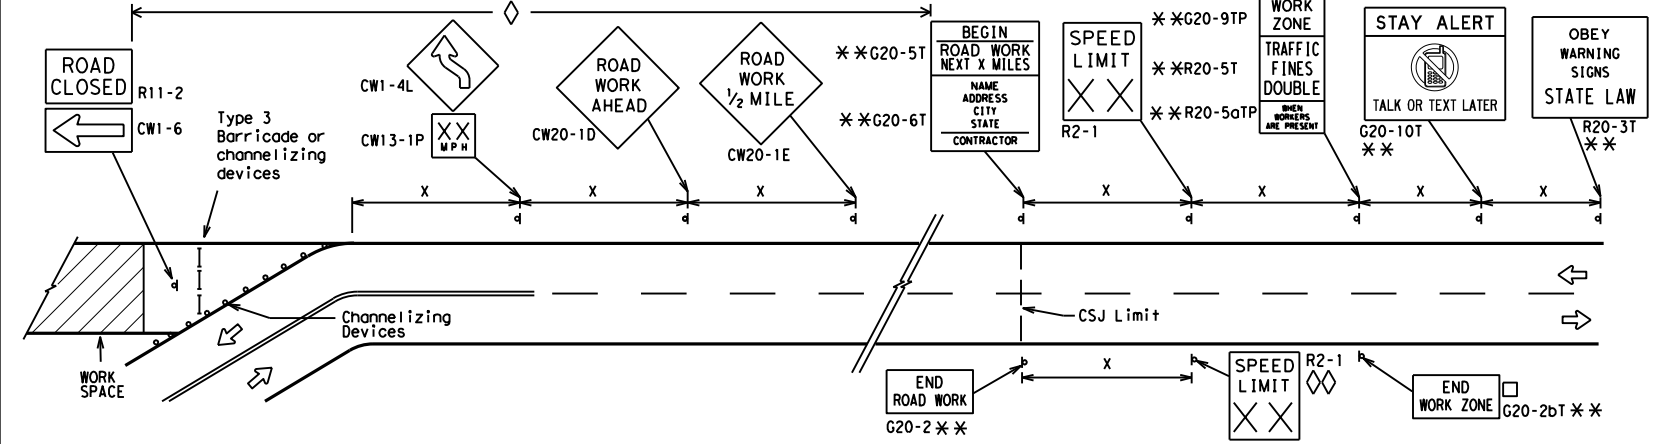 ROAD
CLOSED
R11-2
CW1-6
Type 3
Barricade or
channelizing
devices
CW1-4L
XX
MPH
CW13-1P
ROAD
WORK
AHEAD
CW20-1D
ROAD
WORK
1/2 MILE
CW20-1E
**G20-5T
**G20-6T
BEGIN
ROAD WORK
NEXT X MILES
NAME
ADDRESS
CITY
STATE
CONTRACTOR
SPEED
LIMIT
XX
R2-1
**G20-9TP
**R20-5T
**R20-5aTP
WORK
ZONE
TRAFFIC
FINES
DOUBLE
WHEN
WORKERS
ARE PRESENT
STAY ALERT
TALK OR TEXT LATER
G20-10T
**
OBEY
WARNING
SIGNS
STATE LAW
R20-3T
**
X
X
X
X
X
X
X
Channelizing
Devices
WORK
SPACE
CSJ Limit
X
END
ROAD WORK
G20-2 **
SPEED
LIMIT
XX
R2-1
END
WORK ZONE
G20-2bT **